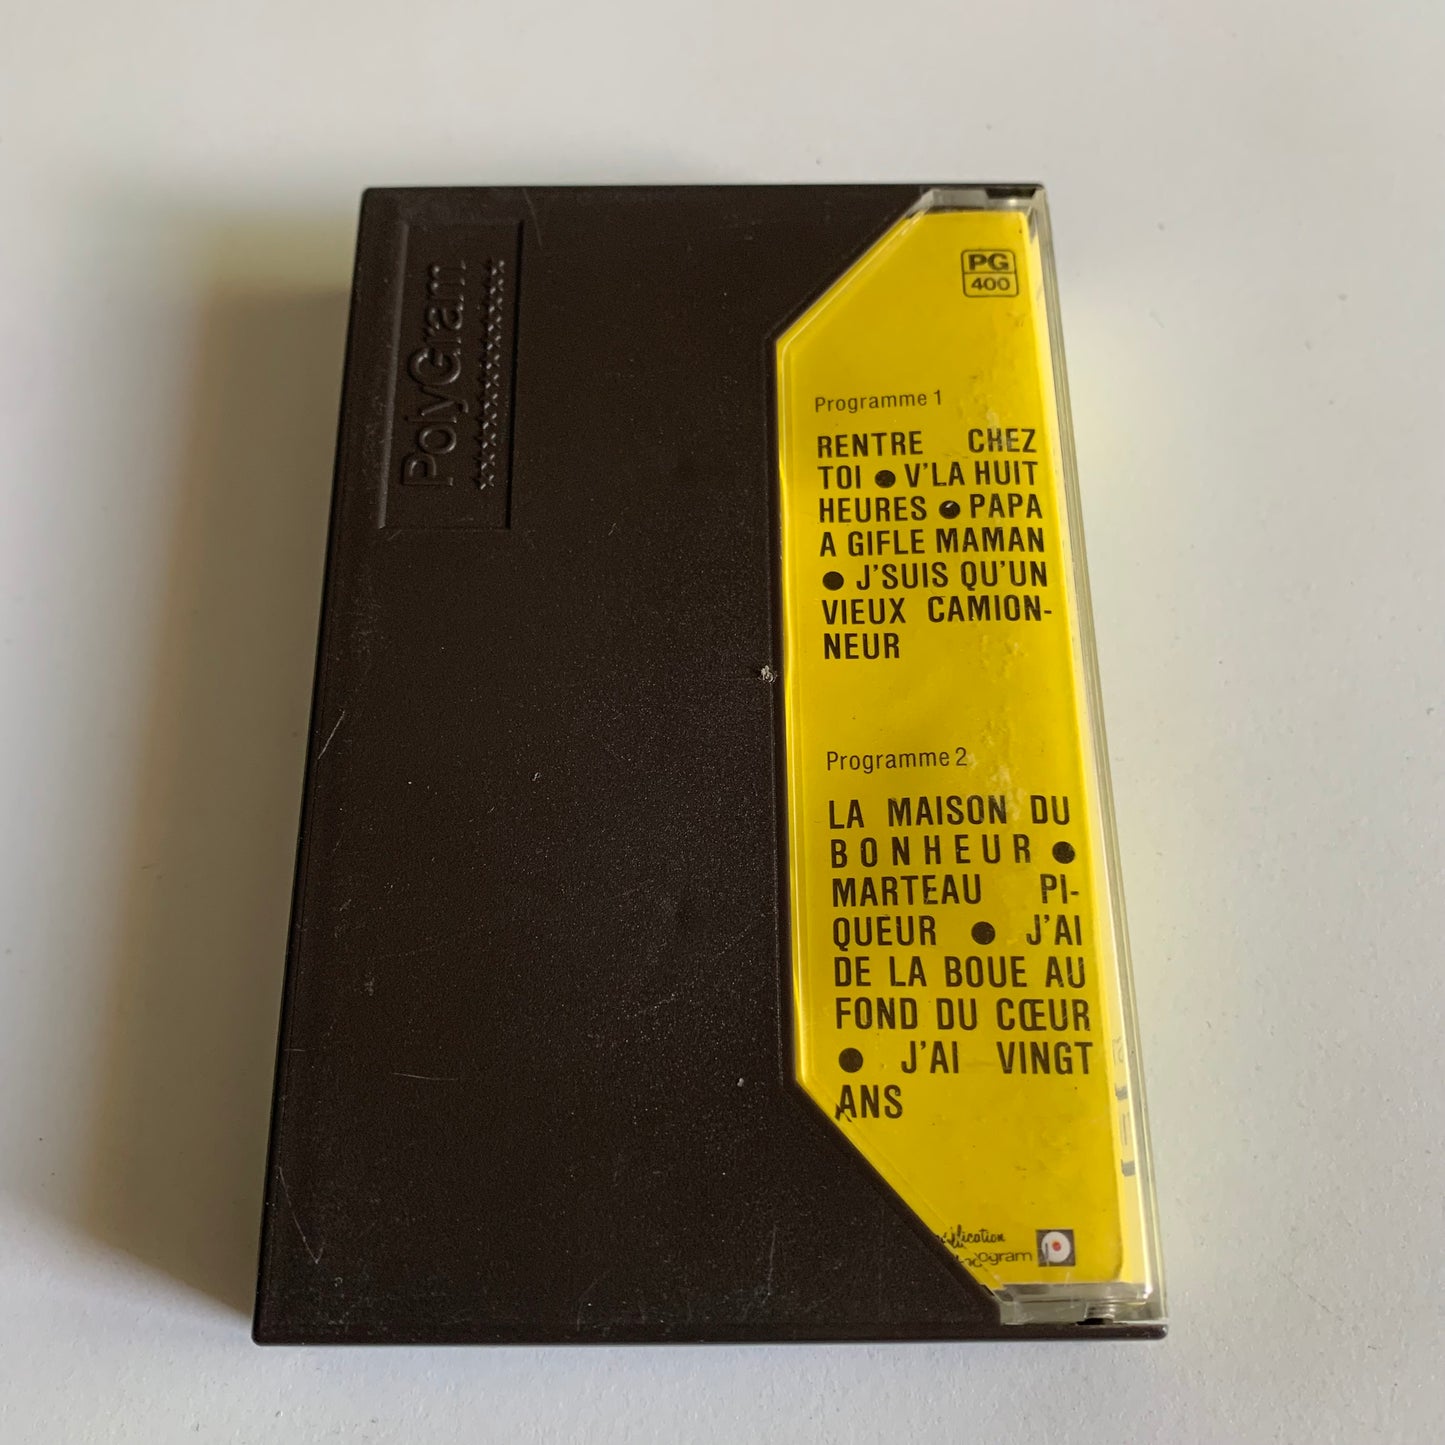 PolyGram
PG
400
Programme 1
RENTRE CHEZ
TOI ● V'LA HUIT
HEURES ● PAPA
A GIFLE MAMAN
● J'SUIS QU'UN
VIEUX CAMION-
NEUR
Programme 2
LA MAISON DU
BONHEUR ●
MARTEAU PI-
QUEUR ● J'AI
DE LA BOUE AU
FOND DU CŒUR
● J'AI VINGT
ANS